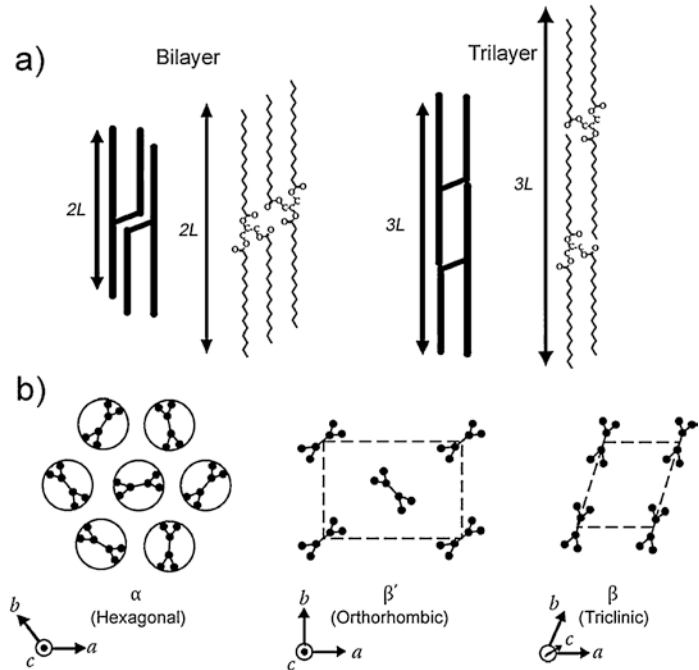 a)
Bilayer
Trilayer
2L
2L
3L
3L
b)
α
(Hexagonal)
β′
(Orthorhombic)
β
(Triclinic)
b
c
a
b
c
a
b
c
a